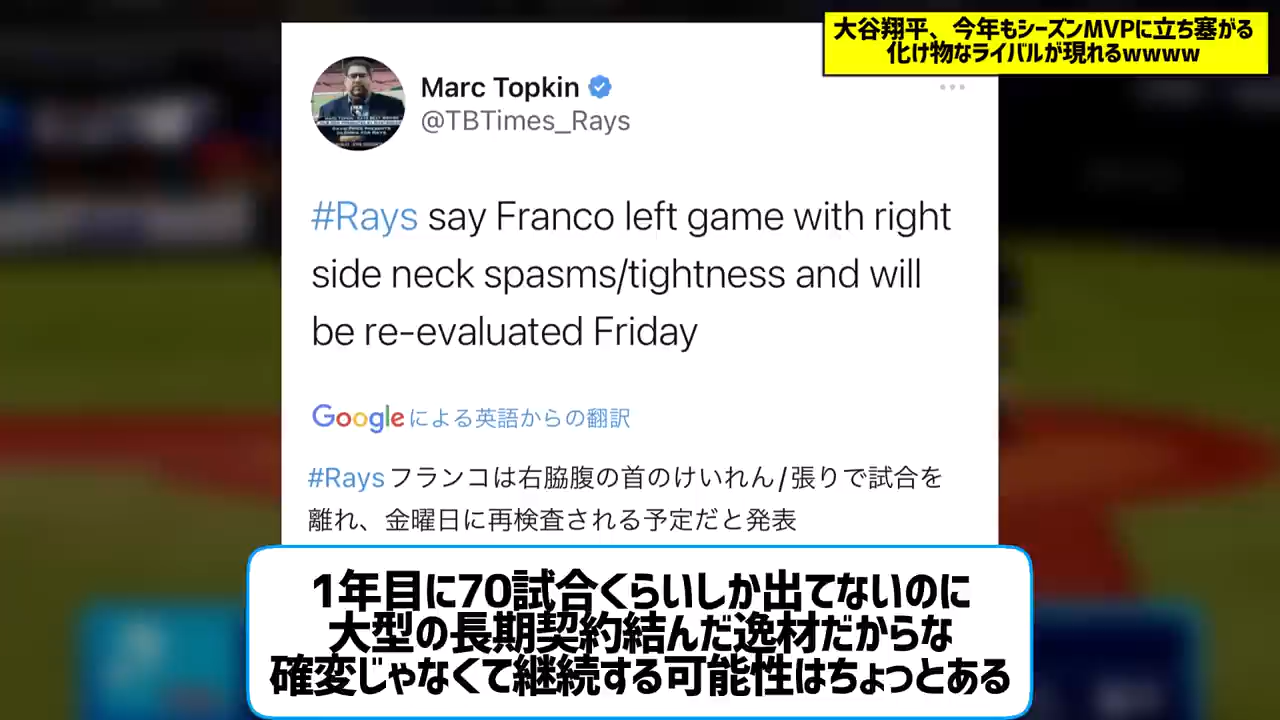 大谷翔平、今年もシーズンMVPに立ち塞がる
化け物なライバルが現れるwwww
Marc Topkin
@TBTimes_Rays
#Rays say Franco left game with right
side neck spasms/tightness and will
be re-evaluated Friday
Googleによる英語からの翻訳
#Raysフランコは右脇腹の首のけいれん/張りで試合を
離れ、金曜日に再検査される予定だと発表
1年目に70試合くらいしか出てないのに
大型の長期契約結んだ逸材だからな
確変じゃなくて継続する可能性はちょっとある